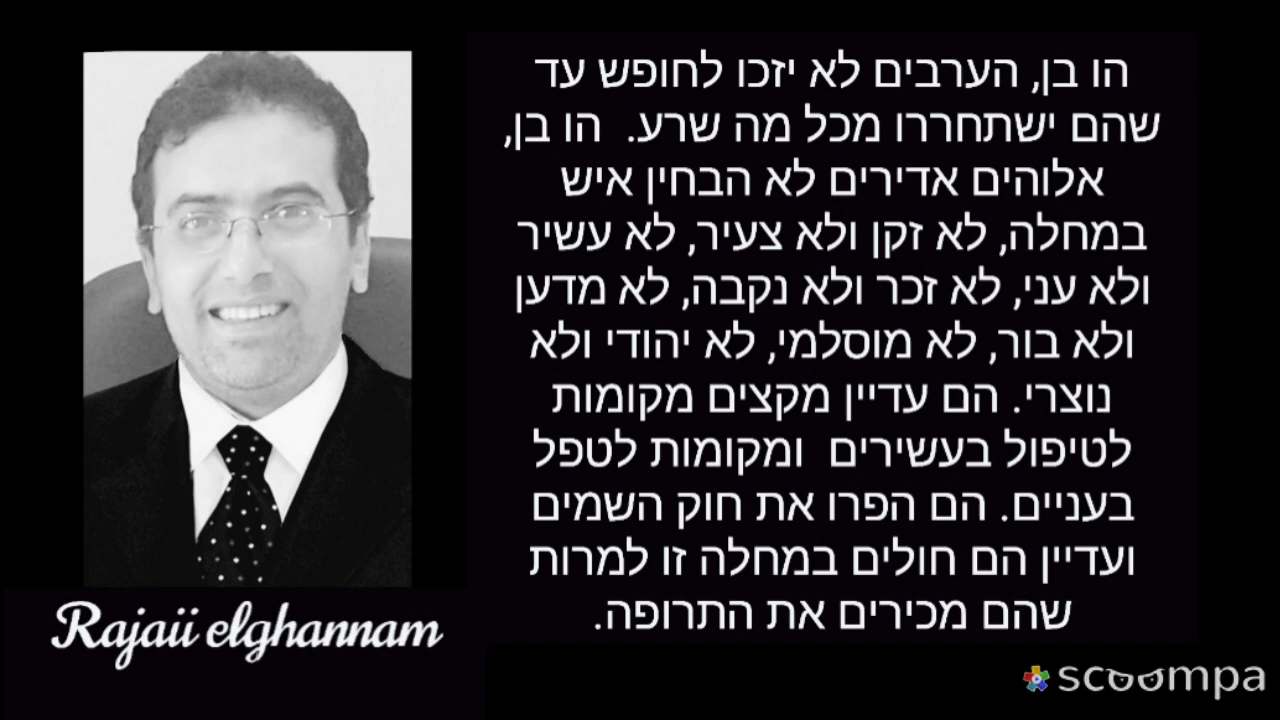 הו בן, הערבים לא יזכו לחופש עד
שהם ישתחררו מכל מה שרע. הו בן,
אלוהים אדירים לא הבחין איש
במחלה, לא זקן ולא צעיר, לא עשיר
ולא עני, לא זכר ולא נקבה, לא מדען
ולא בור, לא מוסלמי, לא יהודי ולא
נוצרי. הם עדיין מקצים מקומות
לטיפול בעשירים ומקומות לטפל
בעניים. הם הפרו את חוק השמים
ועדיין הם חולים במחלה זו למרות
שהם מכירים את התרופה.
Rajaii elghannam
scoompa